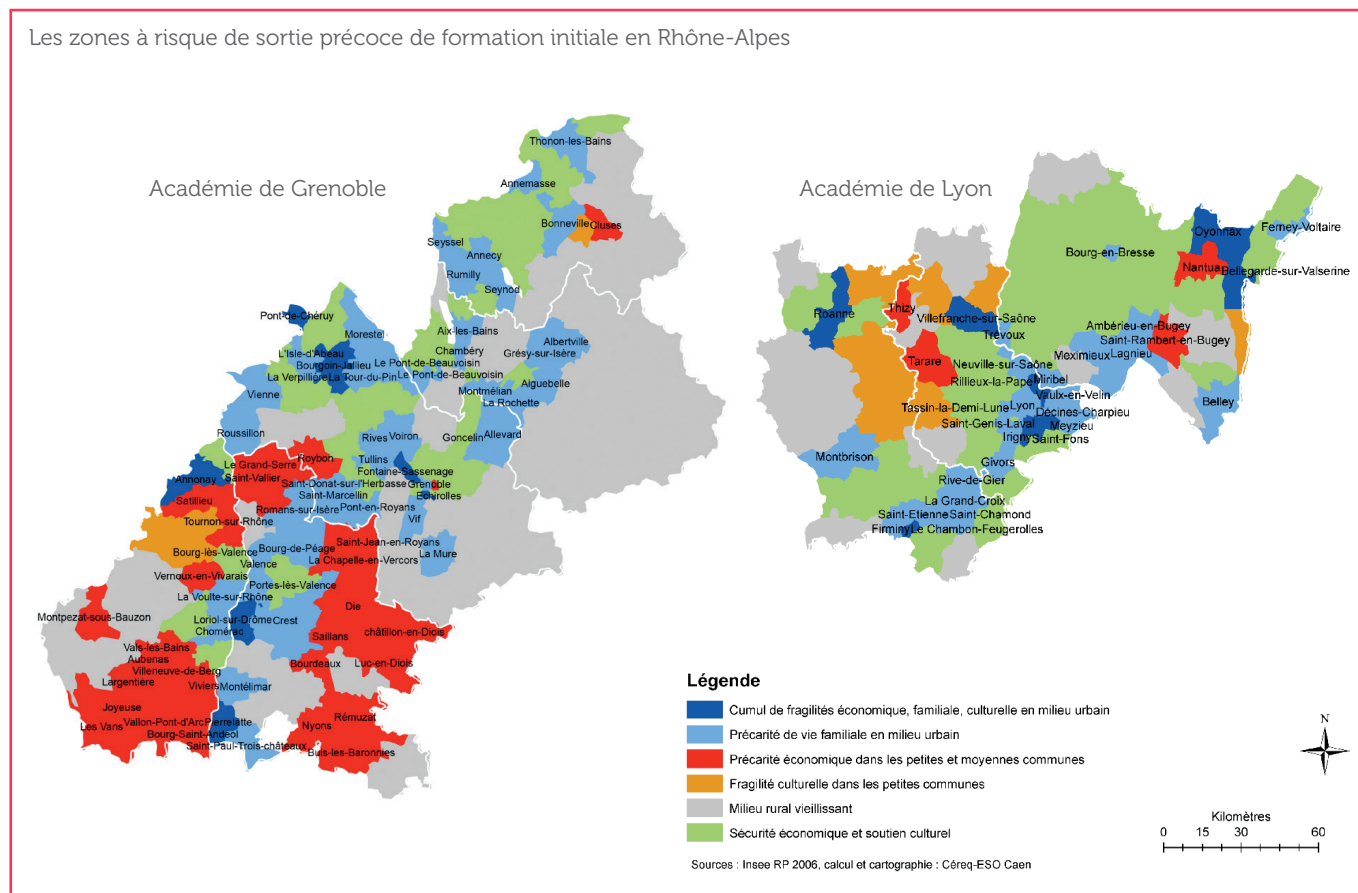 Les zones à risque de sortie précoce de formation initiale en Rhône-Alpes
Académie de Grenoble
Thonon-les-Bains
Annemasse
Bonneville
Cluses
Seyssel
Annecy
Rumilly
Seynod
Pont-de-Chéruy
Morestel
Aix-les-Bains
Albertville
L'Isle-d'Abeau
Chambéry
Grésy-sur-Isère
Bourgoin-Jallieu
Le Pont-de-Beauvoisin
La Verpillière
La Tour-du-Pin
Le Pont-de-Beauvoisin
Aiguebelle
Vienne
Montmélian
La Rochette
Roussillon
Rives
Voiron
Goncelin
Allevard
Roybon
Tullins
Le Grand-Serre
Saint-Vallier
Fontaine-Sassenage
Annonay
Saint-Donat-sur-l'Herbasse
Grenoble
Echirolles
Satillieu
Saint-Marcellin
Romans-sur-Isère
Pont-en-Royans
Tournon-sur-Rhône
Vif
Saint-Jean-en-Royans
Bourg-de-Péage
La Mure
Bourg-lès-Valence
La Chapelle-en-Vercors
Valence
Vernoux-en-Vivarais
Portes-lès-Valence
La Voulte-sur-Rhône
Die
Montpezat-sous-Bauzon
Loriol-sur-Drôme
Crest
Chomérac
Saillans
châtillon-en-Diois
Vals-les-Bains
Aubenas
Bourdeaux
Luc-en-Diois
Villeneuve-de-Berg
Largentière
Viviers
Montélimar
Joyeuse
Rémuzat
Les Vans
Vallon-Pont-d'Arc
Pierrelatte
Nyons
Bourg-Saint-Andéol
Saint-Paul-Trois-châteaux
Buis-les-Baronnies
Académie de Lyon
Oyonnax
Ferney-Voltaire
Bourg-en-Bresse
Nantua
Bellegarde-sur-Valserine
Roanne
Thizy
Villefranche-sur-Saône
Trévoux
Ambérieu-en-Bugey
Saint-Rambert-en-Bugey
Tarare
Neuville-sur-Saône
Meximieux
Lagnieu
Rillieux-la-Pape
Miribel
Vaulx-en-Velin
Tassin-la-Demi-Lune
Lyon
Belley
Décines-Charpieu
Saint-Genis-Laval
Meyzieu
Irigny
Saint-Fons
Montbrison
Givors
Rive-de-Gier
La Grand-Croix
Saint-Etienne
Saint-Chamond
Firminy
Le Chambon-Feugerolles
Légende
Cumul de fragilités économique, familiale, culturelle en milieu urbain
Précarité de vie familiale en milieu urbain
Précarité économique dans les petites et moyennes communes
Fragilité culturelle dans les petites communes
Milieu rural vieillissant
Sécurité économique et soutien culturel
N
Kilomètres
0 15 30 60
Sources : Insee RP 2006, calcul et cartographie : Céreq-ESO Caen